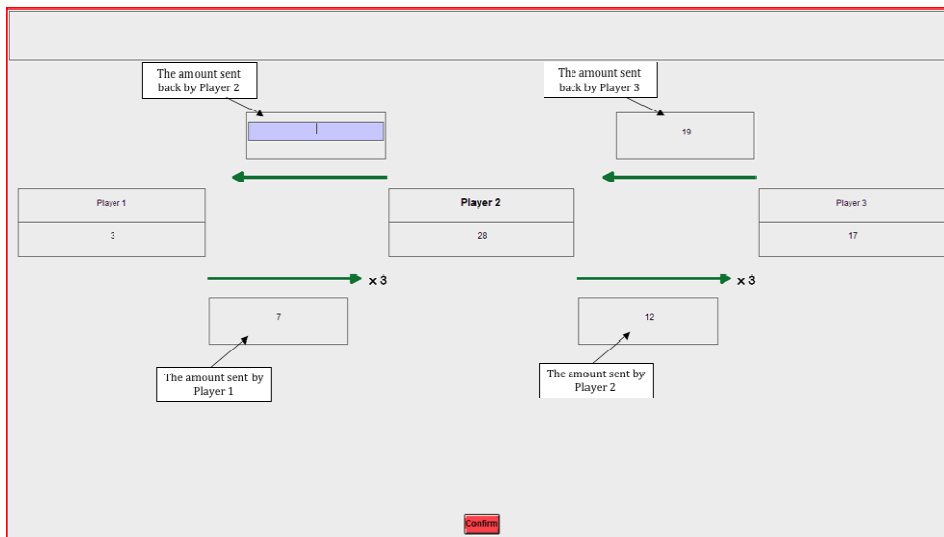 The amount sent
back by Player 2
The amount sent
back by Player 3
19
Player 1
Player 2
Player 3
3
28
17
x 3
x 3
7
12
The amount sent by
Player 1
The amount sent by
Player 2
Confirm